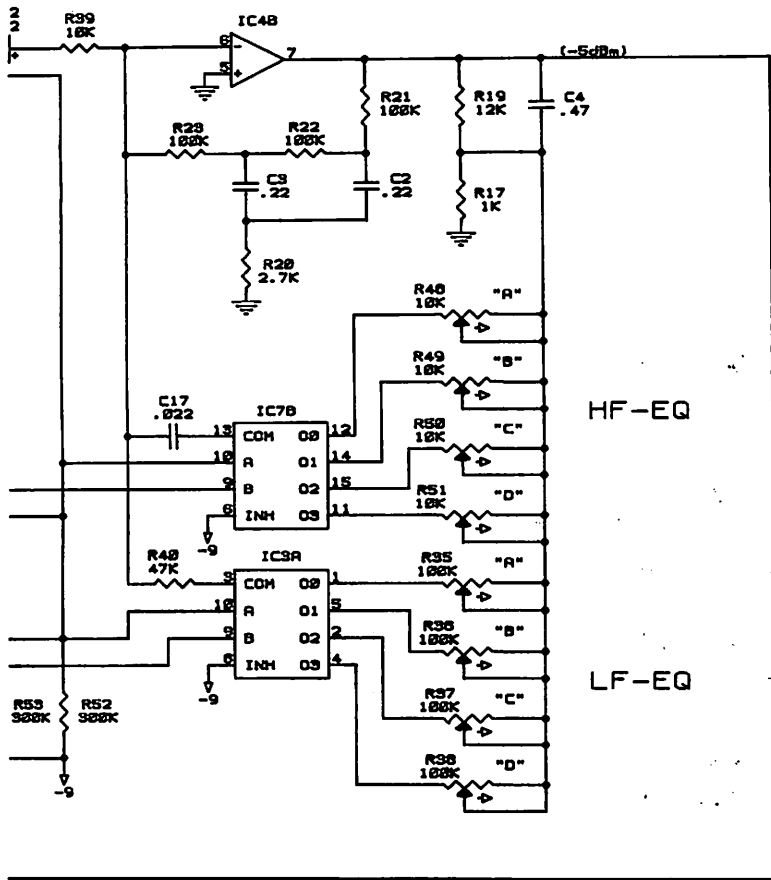 2
2
+
R39
10K
IC4B
6
-
5
+
7
(-5dBm)
R21
100K
R19
12K
C4
.47
R23
100K
R22
100K
C3
.22
C2
.22
R17
1K
R20
2.7K
R48
10K
"A"
R49
10K
"B"
C17
.022
IC7B
13
COM
O0
12
R50
10K
"C"
HF-EQ
10
A
O1
14
9
B
O2
15
R51
10K
"D"
6
INH
O3
11
-9
R40
47K
IC3A
3
COM
O0
1
R35
100K
"A"
10
A
O1
5
R36
100K
"B"
9
B
O2
2
6
INH
O3
4
-9
LF-EQ
R37
100K
"C"
R53
300K
R52
300K
R38
100K
"D"
-9